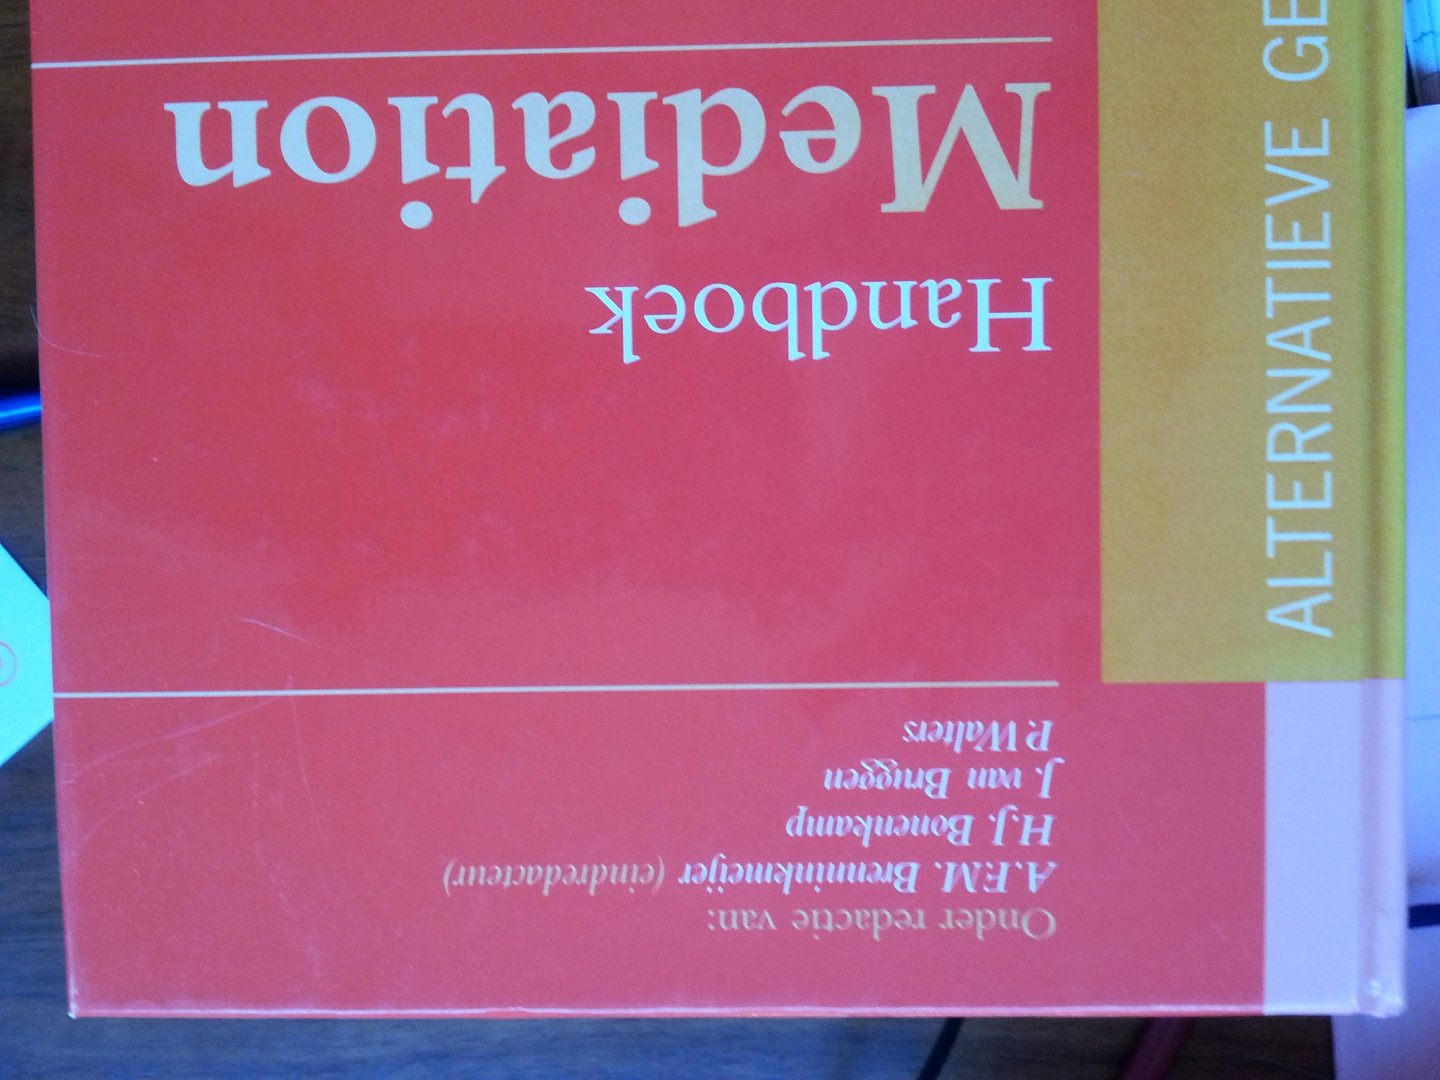 Onder redactie van:
A.F.M. Brenninkmeijer (eindredacteur)
H.J. Bonenkamp
J. van Bruggen
P. Walters
Handboek
Mediation
ALTERNATIEVE GE